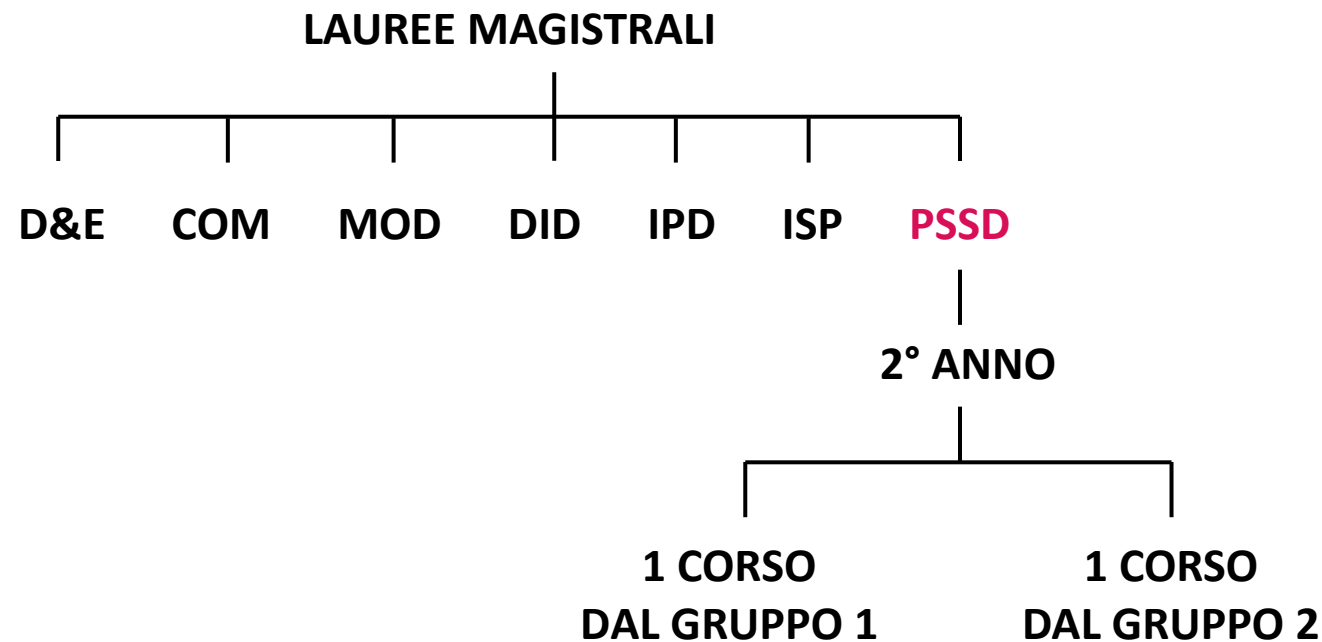 LAUREE MAGISTRALI
D&E COM MOD DID IPD ISP PSSD
2° ANNO
1 CORSO
DAL GRUPPO 1
1 CORSO
DAL GRUPPO 2